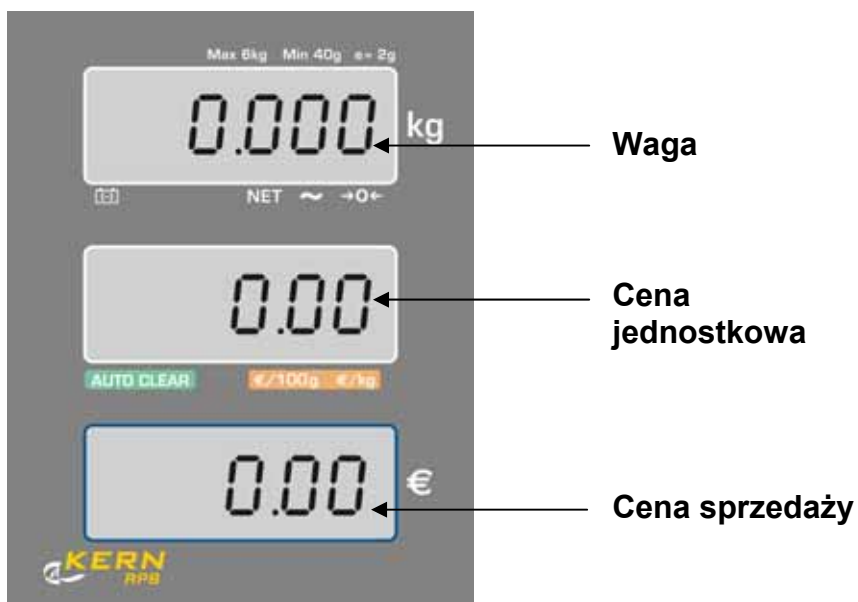 Max 6kg Min 40g e= 2g
0.000 kg
Waga
NET ~ →0←
0.00
Cena
jednostkowa
AUTO CLEAR €/100g €/kg
0.00 €
Cena sprzedaży
KERN
RPB